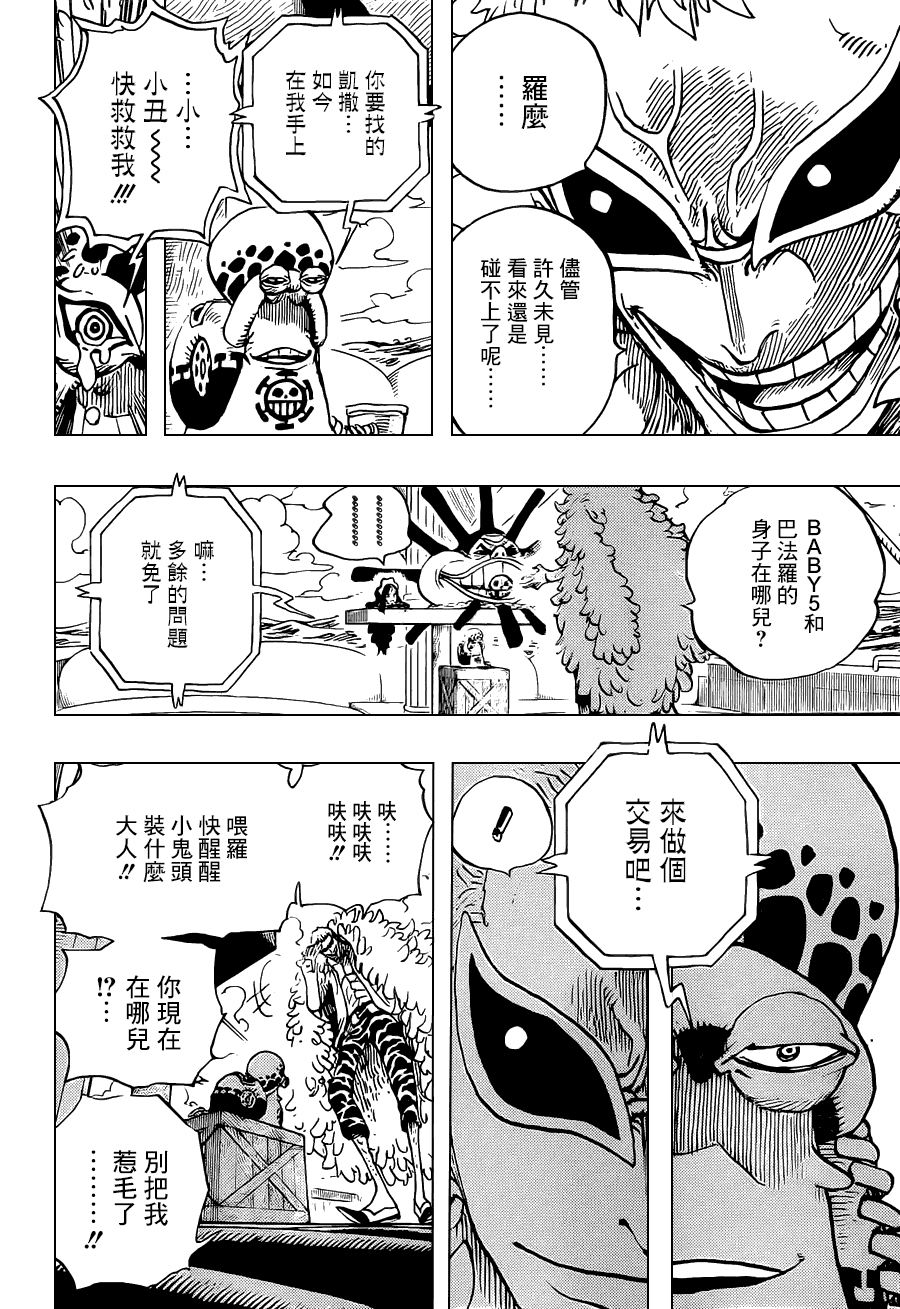 羅麼
……
儘管
許久未見……
看來還是
碰不上了呢……
你要找的
凱撒…
如今
在我手上
…小…
小丑~~~
快救救我!!!
BABY5和
巴法羅的
身子在哪兒?
………………
嘛…
多餘的問題
就免了
來做個
交易吧…
!
呋……
呋呋呋
呋呋!!
喂羅
快醒醒
小鬼頭
裝什麼
大人!!
你現在
在哪兒
…!?
別把我
惹毛了
……!!